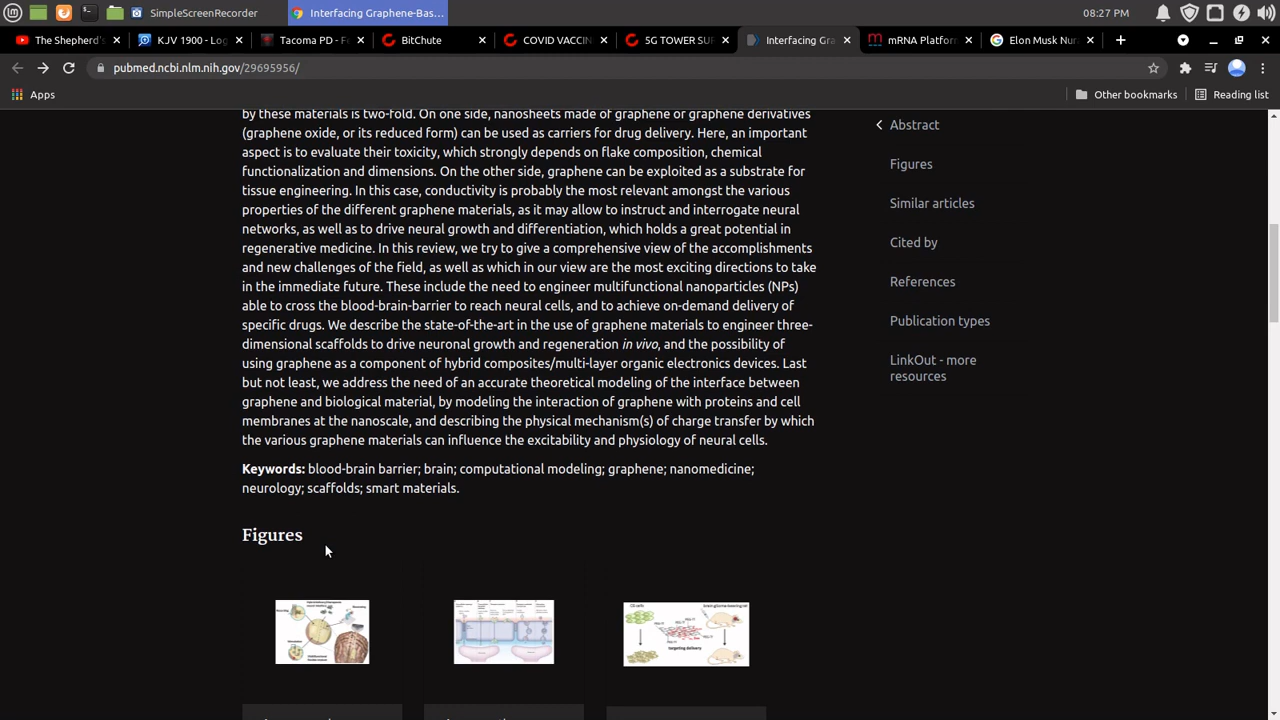 SimpleScreenRecorder
Interfacing Graphene-Bas…
08:27 PM
The Shepherd's
KJV 1900 - Log
Tacoma PD - Fe
BitChute
COVID VACCIN
5G TOWER SUP
Interfacing Gra
mRNA Platform
Elon Musk Nur
pubmed.ncbi.nlm.nih.gov/29695956/
Apps
Other bookmarks
Reading list
by these materials is two-fold. On one side, nanosheets made of graphene or graphene derivatives
(graphene oxide, or its reduced form) can be used as carriers for drug delivery. Here, an important
aspect is to evaluate their toxicity, which strongly depends on flake composition, chemical
functionalization and dimensions. On the other side, graphene can be exploited as a substrate for
tissue engineering. In this case, conductivity is probably the most relevant amongst the various
properties of the different graphene materials, as it may allow to instruct and interrogate neural
networks, as well as to drive neural growth and differentiation, which holds a great potential in
regenerative medicine. In this review, we try to give a comprehensive view of the accomplishments
and new challenges of the field, as well as which in our view are the most exciting directions to take
in the immediate future. These include the need to engineer multifunctional nanoparticles (NPs)
able to cross the blood-brain-barrier to reach neural cells, and to achieve on-demand delivery of
specific drugs. We describe the state-of-the-art in the use of graphene materials to engineer three-
dimensional scaffolds to drive neuronal growth and regeneration in vivo, and the possibility of
using graphene as a component of hybrid composites/multi-layer organic electronics devices. Last
but not least, we address the need of an accurate theoretical modeling of the interface between
graphene and biological material, by modeling the interaction of graphene with proteins and cell
membranes at the nanoscale, and describing the physical mechanism(s) of charge transfer by which
the various graphene materials can influence the excitability and physiology of neural cells.
Keywords: blood-brain barrier; brain; computational modeling; graphene; nanomedicine;
neurology; scaffolds; smart materials.
Figures
targeting delivery
Abstract
Figures
Similar articles
Cited by
References
Publication types
LinkOut - more
resources